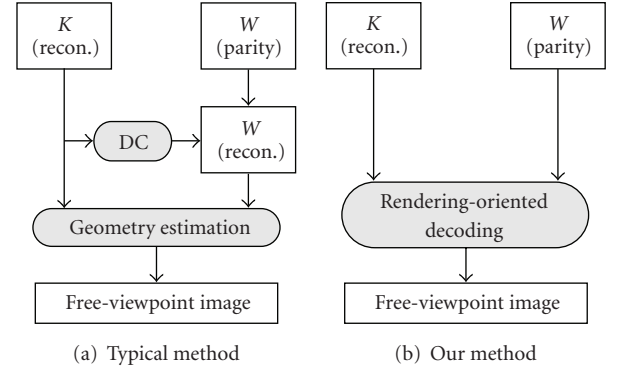 K
(recon.)
W
(parity)
DC
W
(recon.)
Geometry estimation
Free-viewpoint image
(a) Typical method
K
(recon.)
W
(parity)
Rendering-oriented
decoding
Free-viewpoint image
(b) Our method